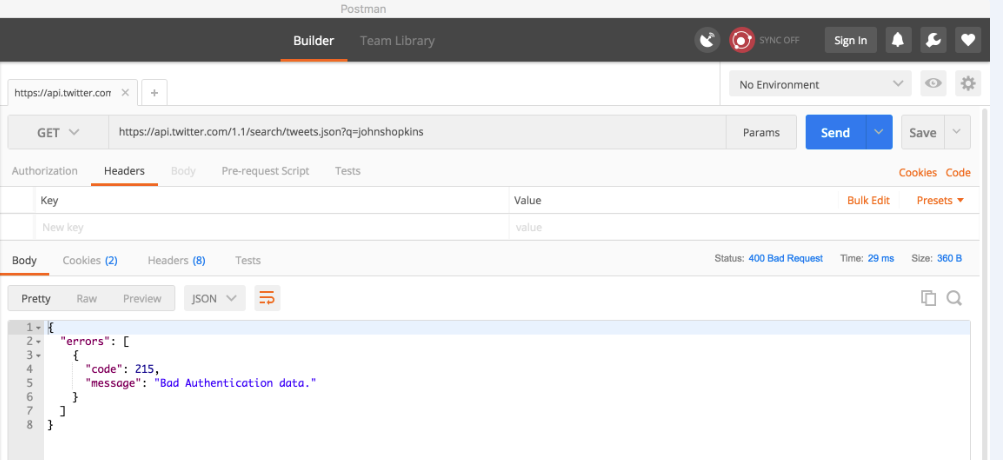 Postman
Builder Team Library SYNC OFF Sign In
https://api.twitter.com × + No Environment
GET https://api.twitter.com/1.1/search/tweets.json?q=johnshopkins Params Send Save
Authorization Headers Body Pre-request Script Tests Cookies Code
Key Value Bulk Edit Presets
New key value
Body Cookies (2) Headers (8) Tests Status: 400 Bad Request Time: 29 ms Size: 360 B
Pretty Raw Preview JSON
1 {
2 "errors": [
3 {
4 "code": 215,
5 "message": "Bad Authentication data."
6 }
7 ]
8 }